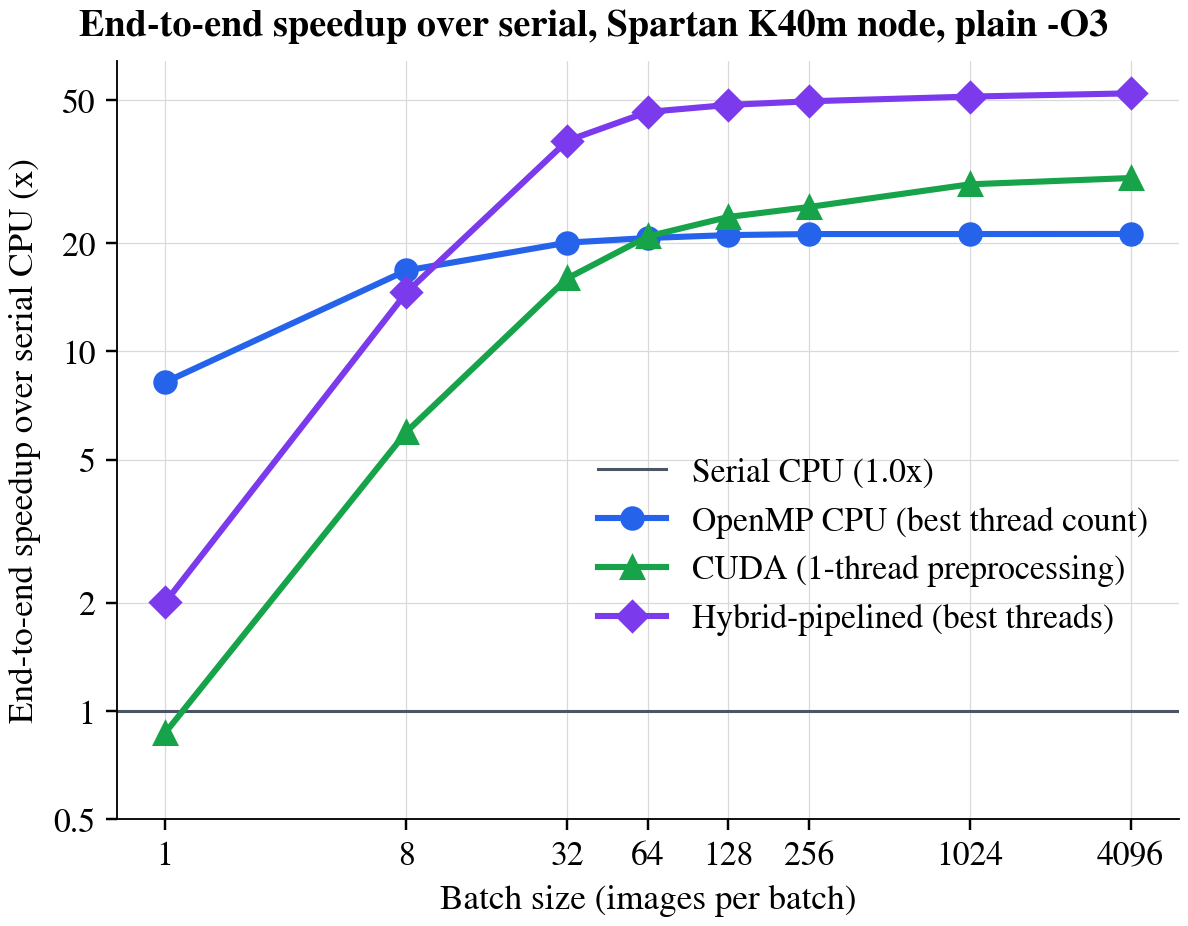 End-to-end speedup over serial, Spartan K40m node, plain -O3
End-to-end speedup over serial CPU (x)
50
20
10
5
2
1
0.5
Serial CPU (1.0x)
OpenMP CPU (best thread count)
CUDA (1-thread preprocessing)
Hybrid-pipelined (best threads)
1 8 32 64 128 256 1024 4096
Batch size (images per batch)